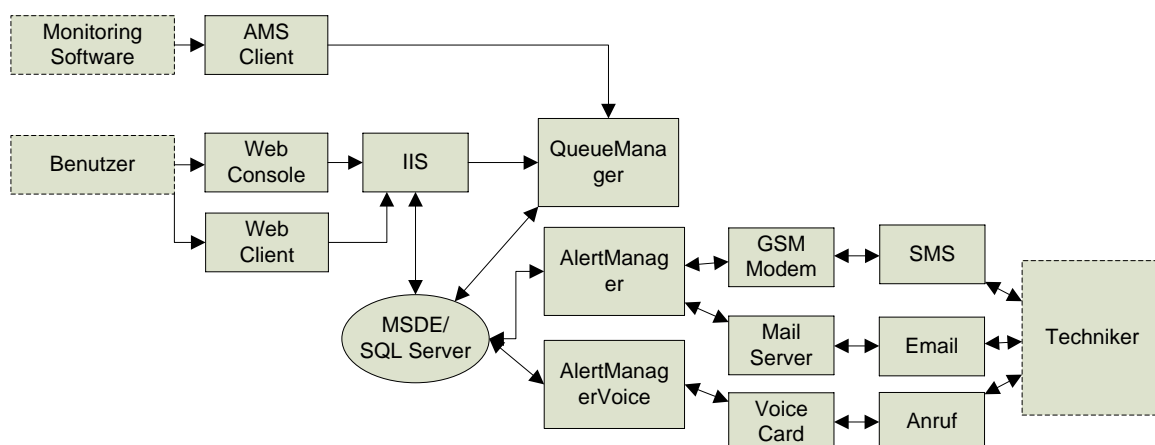 Monitoring
Software
AMS
Client
Benutzer
Web
Console
IIS
QueueMana
ger
Web
Client
MSDE/
SQL Server
AlertManag
er
GSM
Modem
SMS
Mail
Server
Email
AlertManag
erVoice
Voice
Card
Anruf
Techniker